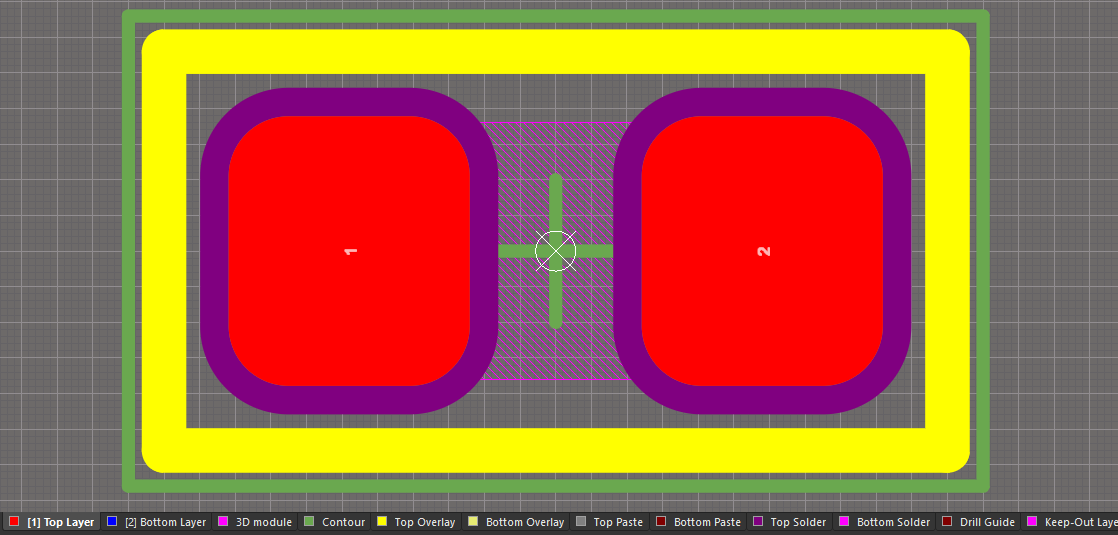 1
2
[1] Top Layer [2] Bottom Layer 3D module Contour Top Overlay Bottom Overlay Top Paste Bottom Paste Top Solder Bottom Solder Drill Guide Keep-Out Laye